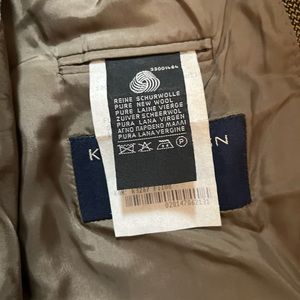 23001484
REINE SCHURWOLLE
PURE NEW WOOL
PURE LAINE VIERGE
ZUIVER SCHEERWOL
PURA LANA VIRGEN
ΑΓΝΟ ΠΑΡΘΕΝΟ ΜΑΛΛΙ
PURA LANA VERGINE
P
K N